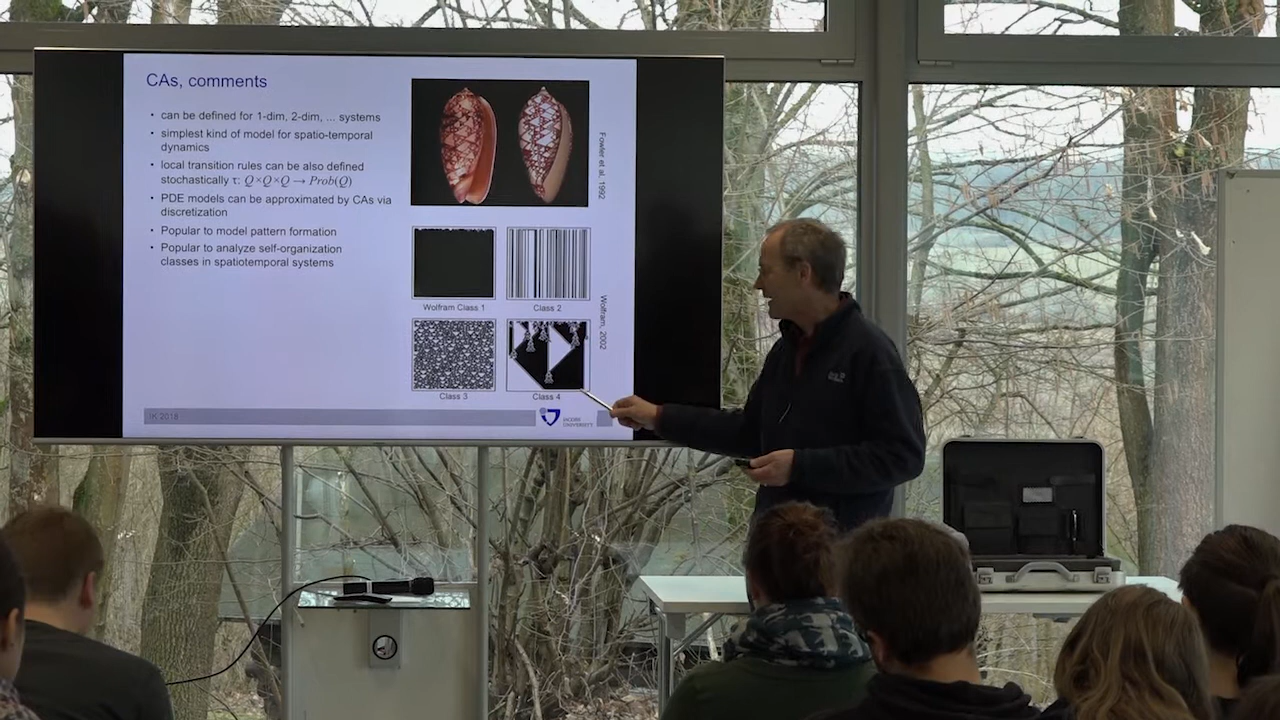 CAs, comments
• can be defined for 1-dim, 2-dim, ... systems
• simplest kind of model for spatio-temporal
dynamics
• local transition rules can be also defined
stochastically τ: Q×Q×Q → Prob(Q)
• PDE models can be approximated by CAs via
discretization
• Popular to model pattern formation
• Popular to analyze self-organization
classes in spatiotemporal systems
Fowler et al, 1992
Wolfram Class 1
Class 2
Wolfram, 2002
Class 3
Class 4
IK 2018
JACOBS
UNIVERSITY